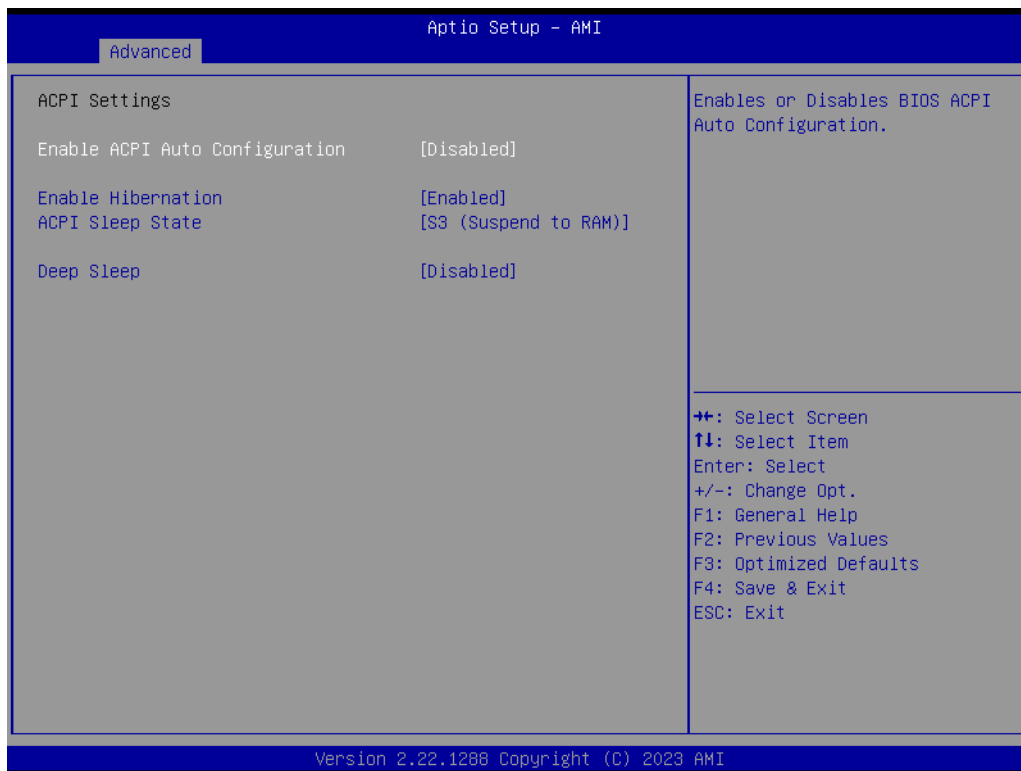 Aptio Setup – AMI
Advanced
ACPI Settings
Enable ACPI Auto Configuration [Disabled]
Enable Hibernation [Enabled]
ACPI Sleep State [S3 (Suspend to RAM)]
Deep Sleep [Disabled]
Enables or Disables BIOS ACPI
Auto Configuration.
→←: Select Screen
↑↓: Select Item
Enter: Select
+/-: Change Opt.
F1: General Help
F2: Previous Values
F3: Optimized Defaults
F4: Save & Exit
ESC: Exit
Version 2.22.1288 Copyright (C) 2023 AMI